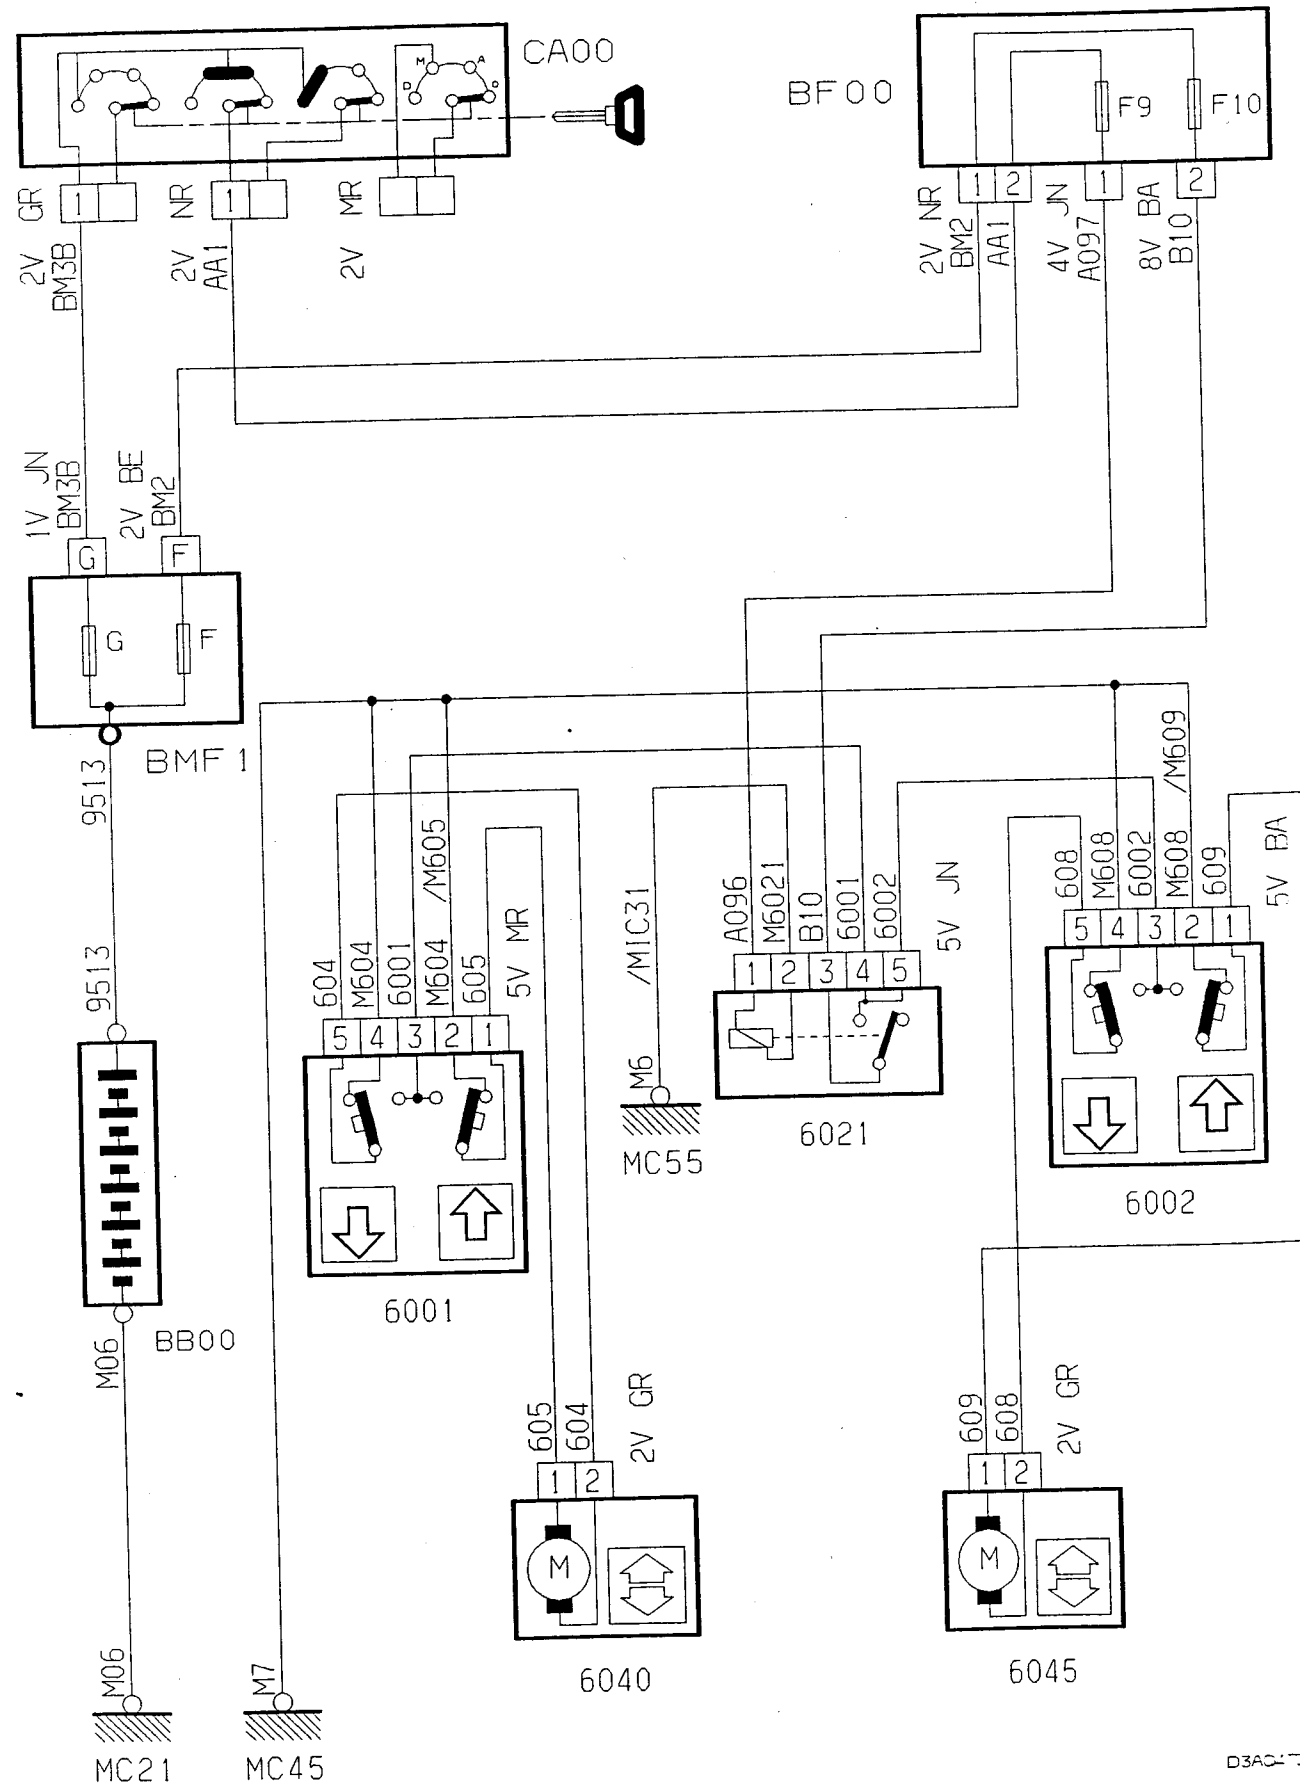 CA00
M
A
D
D
BF00
F9
F10
1
1
1
2
1
2
2V GR
BM3B
2V NR
AA1
2V MR
2V NR
BM2
AA1
4V JN
A097
8V BA
B10
1V JN
BM3B
2V BE
BM2
G
F
G
F
BMF1
9513
9513
BB00
M06
M06
MC21
M7
MC45
604
M604
6001
M604 /M605
605
5V MR
5
4
3
2
1
6001
/MIC31
M6
MC55
A096
M6021
B10
6001
6002
5V JN
1
2
3
4
5
6021
608
M608
6002
M608 /M609
609
5V BA
5
4
3
2
1
6002
605
604
2V GR
1
2
M
6040
609
608
2V GR
1
2
M
6045